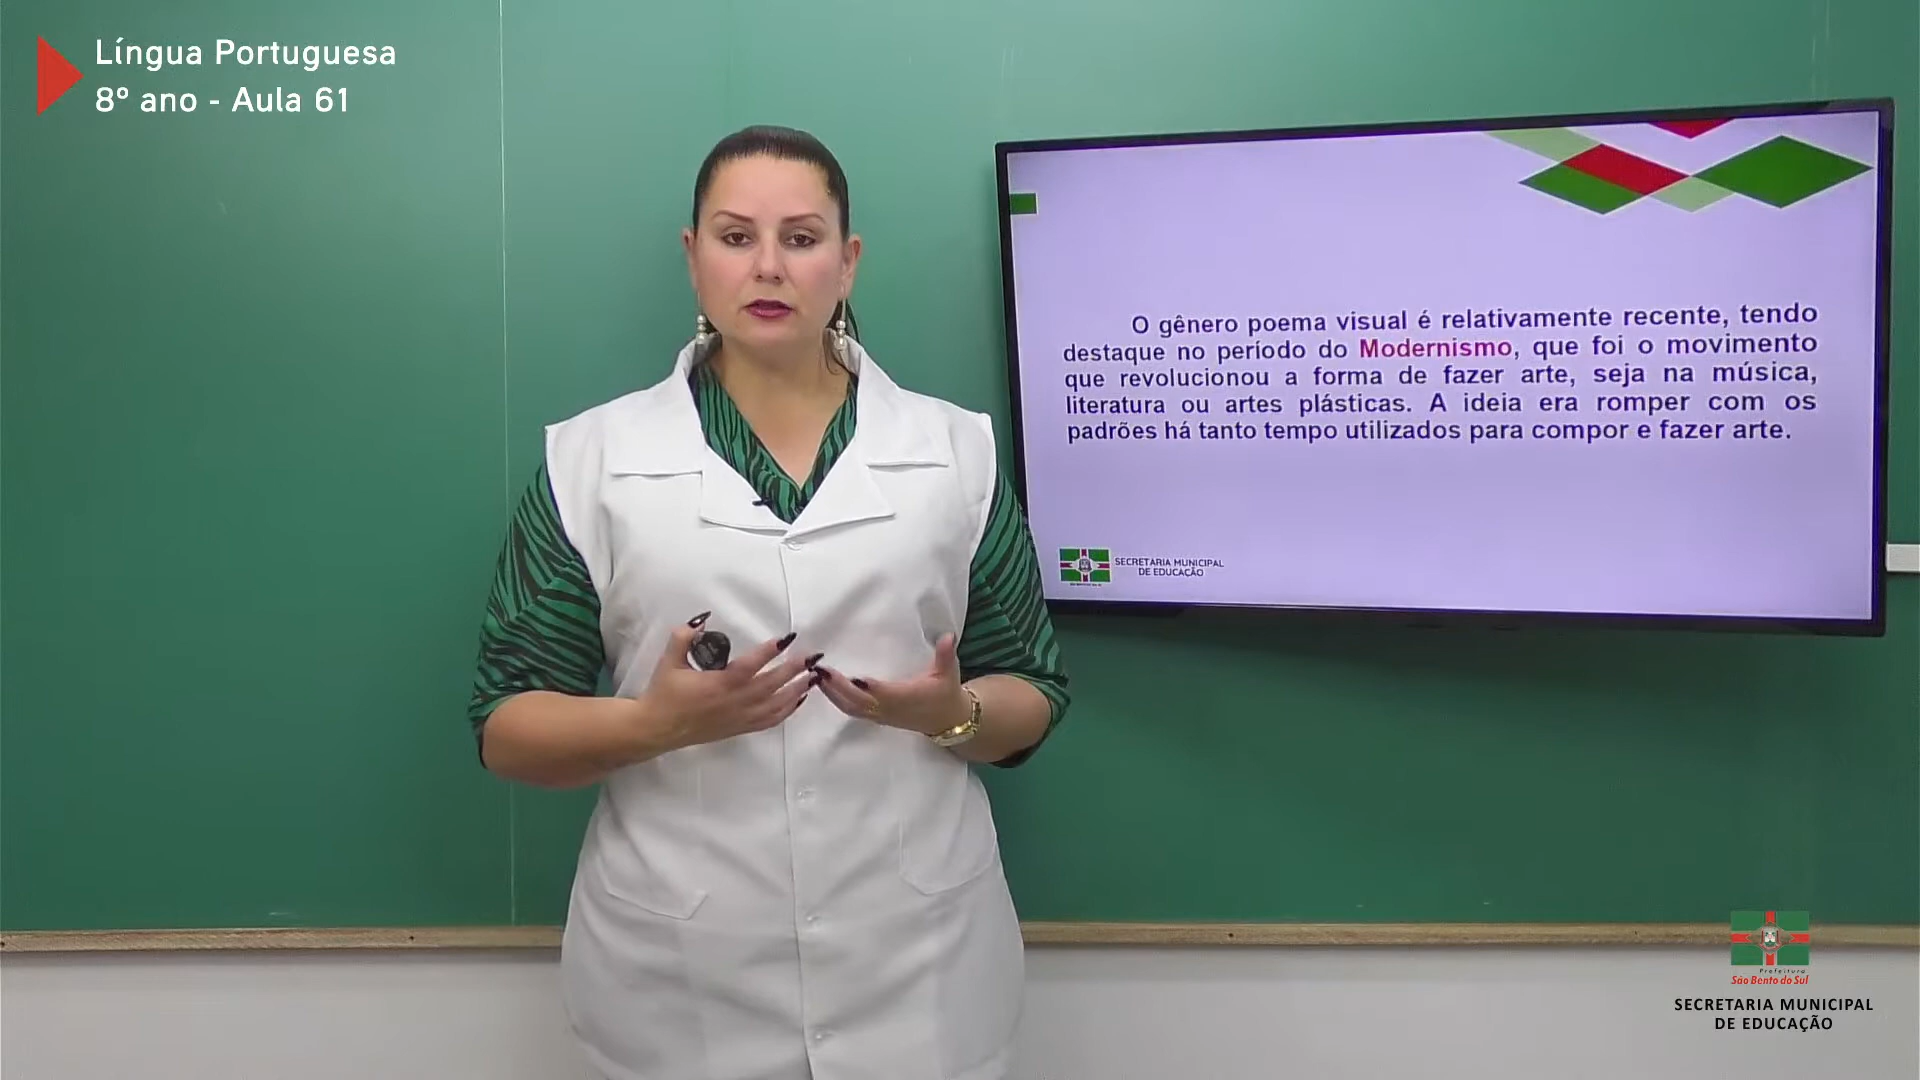 Língua Portuguesa
8º ano - Aula 61
O gênero poema visual é relativamente recente, tendo
destaque no período do Modernismo, que foi o movimento
que revolucionou a forma de fazer arte, seja na música,
literatura ou artes plásticas. A ideia era romper com os
padrões há tanto tempo utilizados para compor e fazer arte.
SECRETARIA MUNICIPAL
DE EDUCAÇÃO
Prefeitura
São Bento do Sul
SECRETARIA MUNICIPAL
DE EDUCAÇÃO